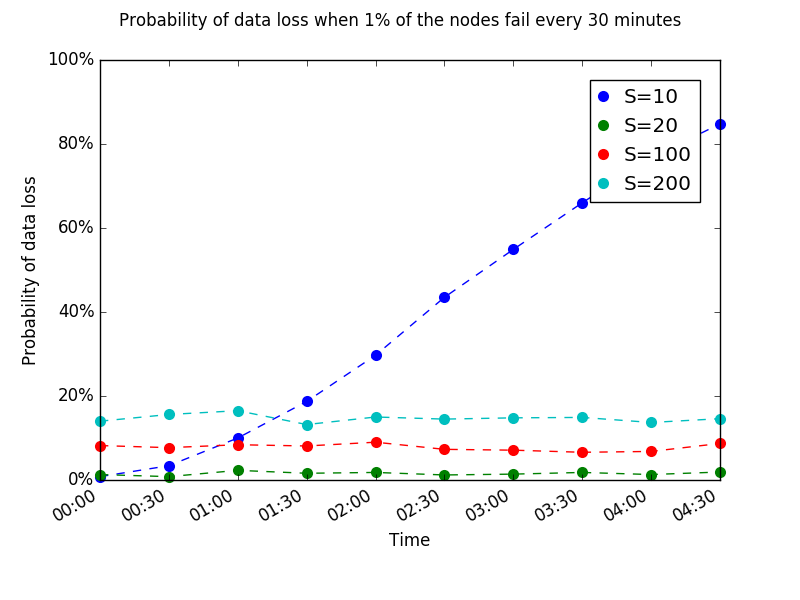 Probability of data loss when 1% of the nodes fail every 30 minutes
100%
80%
60%
40%
20%
0%
Probability of data loss
S=10
S=20
S=100
S=200
00:00 00:30 01:00 01:30 02:00 02:30 03:00 03:30 04:00 04:30
Time